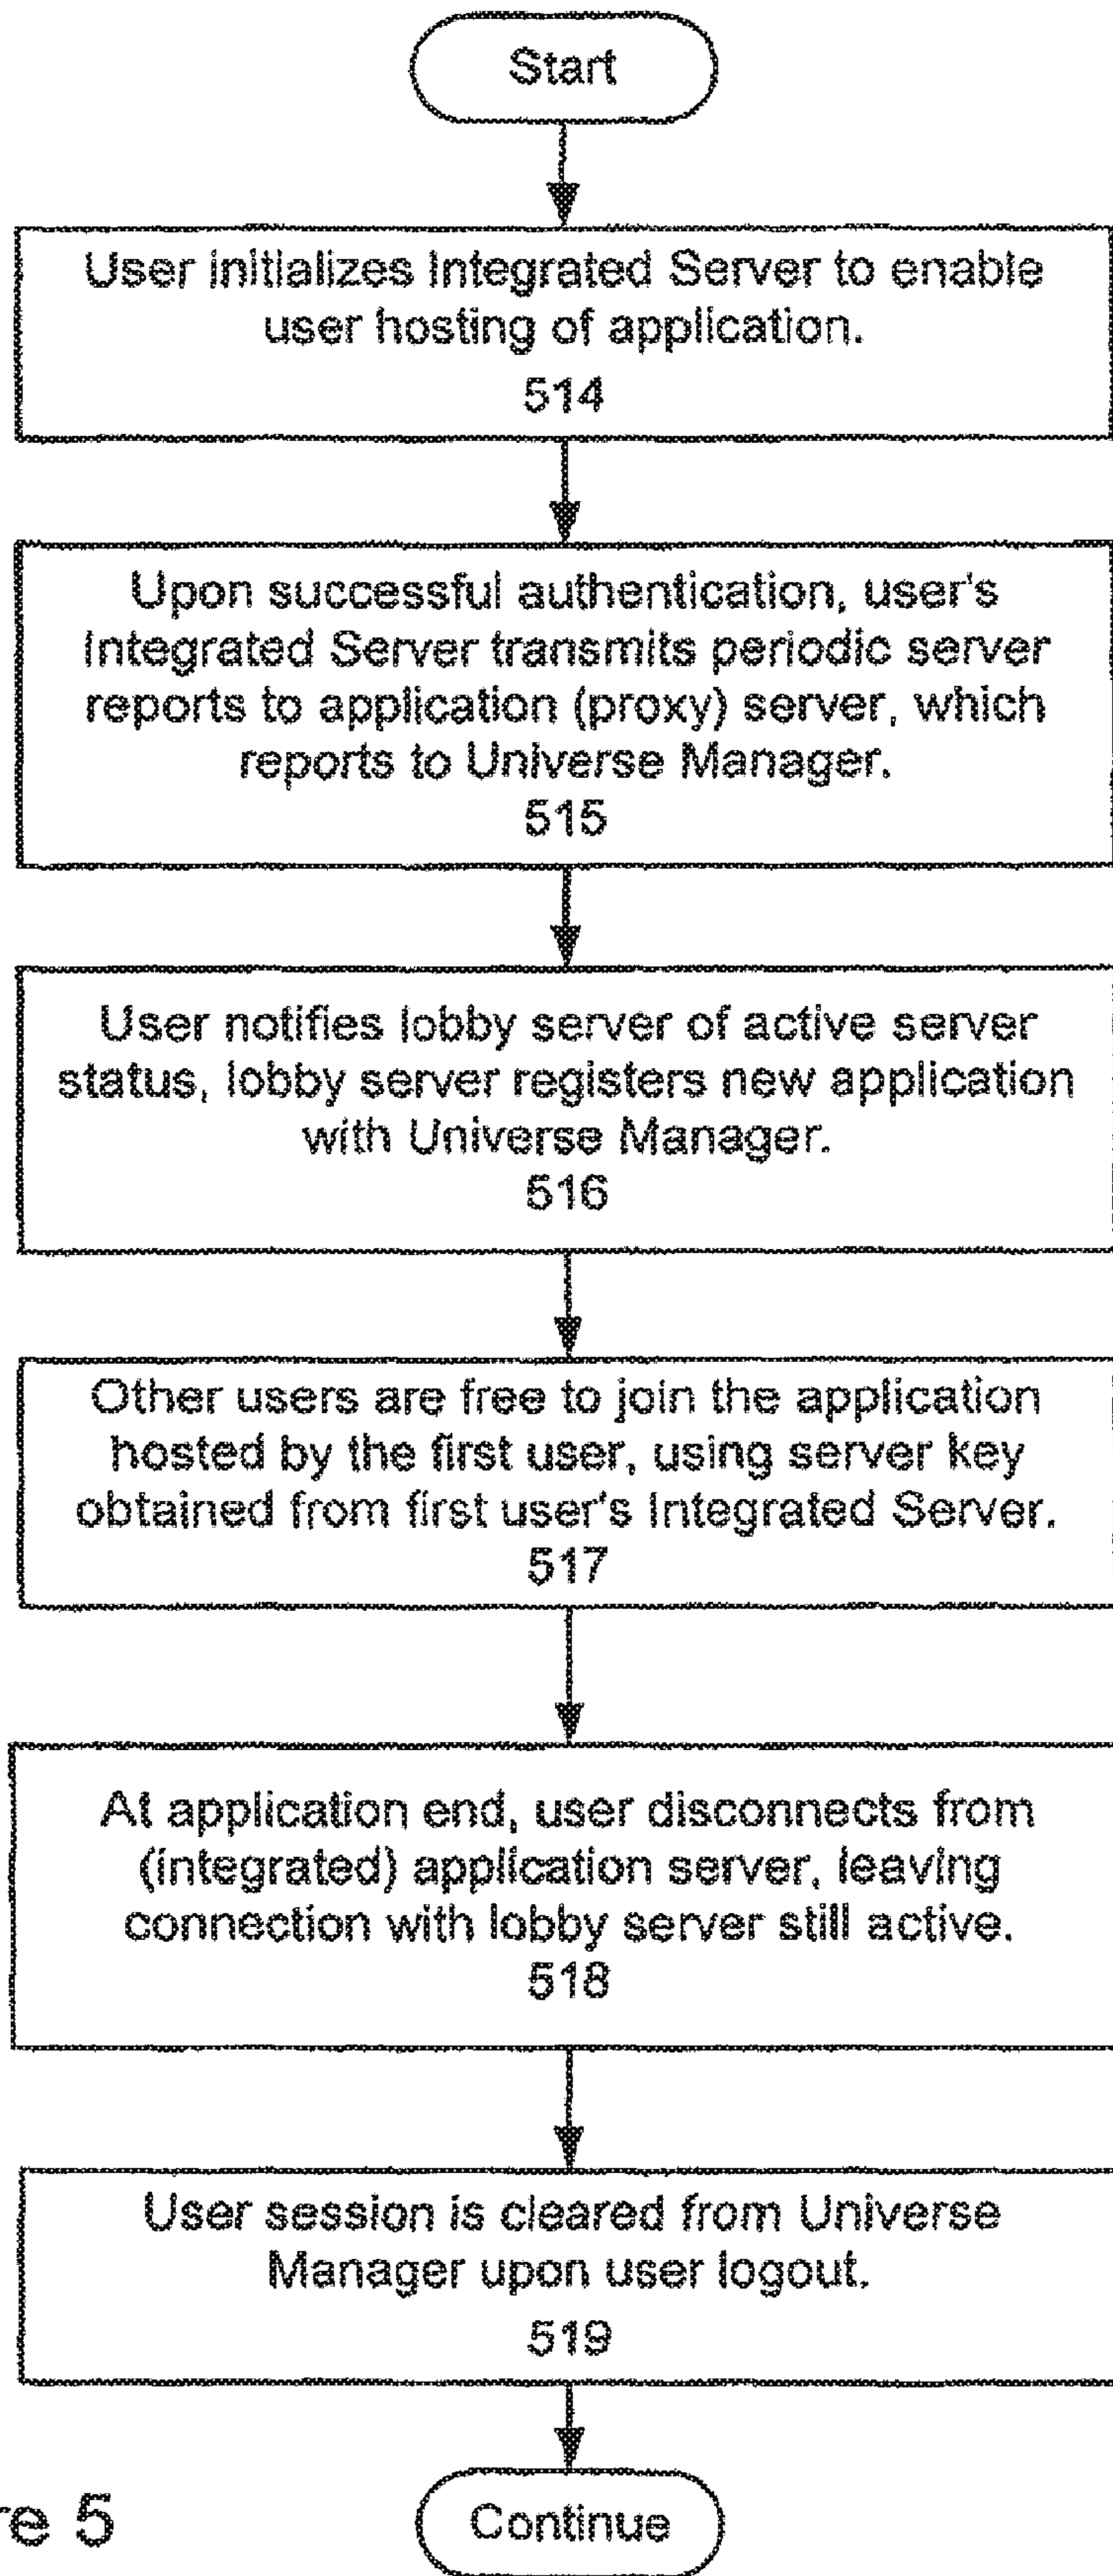 Start
User initializes Integrated Server to enable
user hosting of application.
514
Upon successful authentication, user's
Integrated Server transmits periodic server
reports to application (proxy) server, which
reports to Universe Manager.
515
User notifies lobby server of active server
status, lobby server registers new application
with Universe Manager.
516
Other users are free to join the application
hosted by the first user, using server key
obtained from first user's Integrated Server.
517
At application end, user disconnects from
(integrated) application server, leaving
connection with lobby server still active.
518
User session is cleared from Universe
Manager upon user logout.
519
re 5
Continue